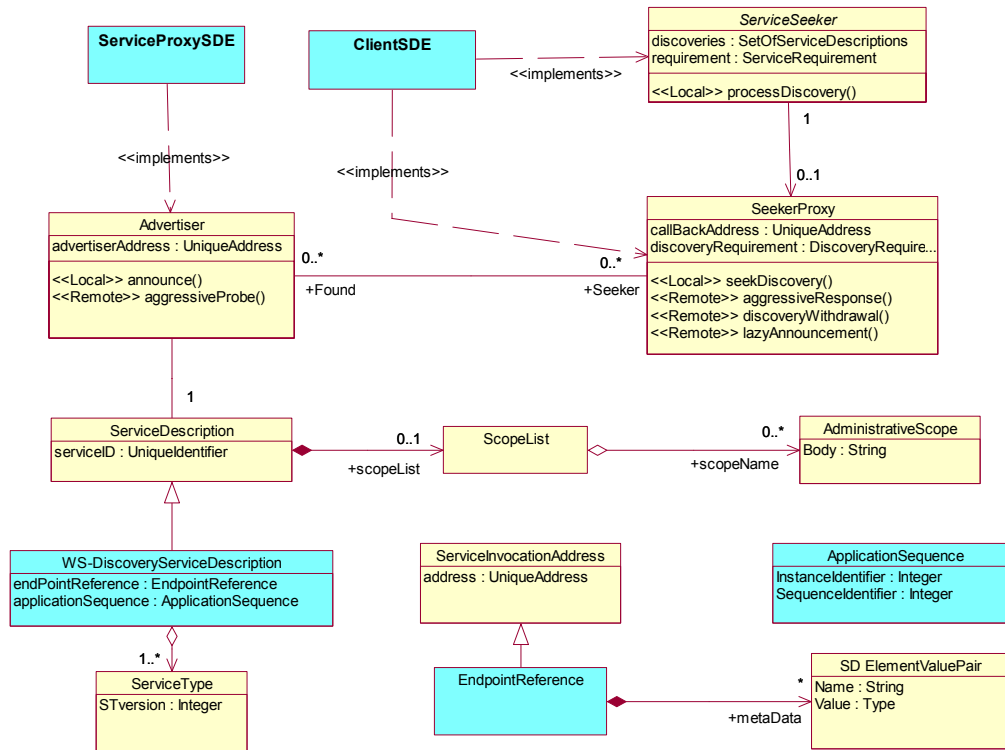 ServiceProxySDE
ClientSDE
ServiceSeeker
discoveries : SetOfServiceDescriptions
requirement : ServiceRequirement
<<Local>> processDiscovery()
<<implements>>
1
0..1
<<implements>>
<<implements>>
Advertiser
advertiserAddress : UniqueAddress
<<Local>> announce()
<<Remote>> aggressiveProbe()
0..*
+Found
0..*
+Seeker
SeekerProxy
callBackAddress : UniqueAddress
discoveryRequirement : DiscoveryRequire...
<<Local>> seekDiscovery()
<<Remote>> aggressiveResponse()
<<Remote>> discoveryWithdrawal()
<<Remote>> lazyAnnouncement()
1
ServiceDescription
serviceID : UniqueIdentifier
0..1
+scopeList
ScopeList
0..*
+scopeName
AdministrativeScope
Body : String
WS-DiscoveryServiceDescription
endPointReference : EndpointReference
applicationSequence : ApplicationSequence
ServiceInvocationAddress
address : UniqueAddress
ApplicationSequence
InstanceIdentifier : Integer
SequenceIdentifier : Integer
1..*
ServiceType
STversion : Integer
EndpointReference
*
+metaData
SD ElementValuePair
Name : String
Value : Type